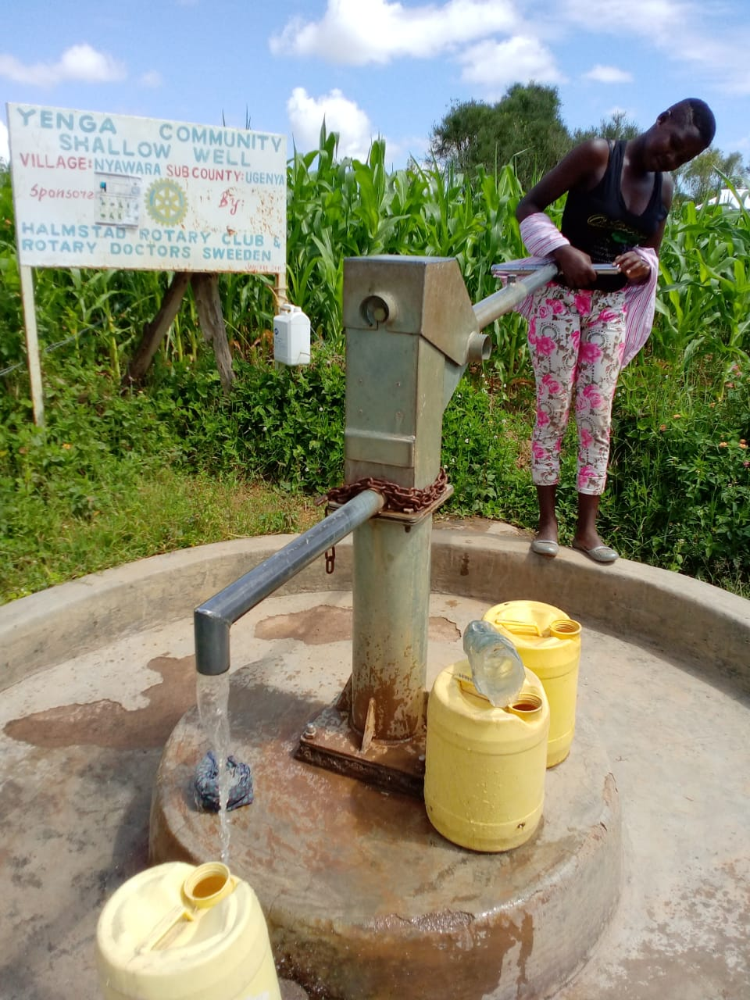 YENGA COMMUNITY
SHALLOW WELL
VILLAGE: NYAWARA SUB COUNTY: UGENYA
Sponsore By:
HALMSTAD ROTARY CLUB &
ROTARY DOCTORS SWEEDEN